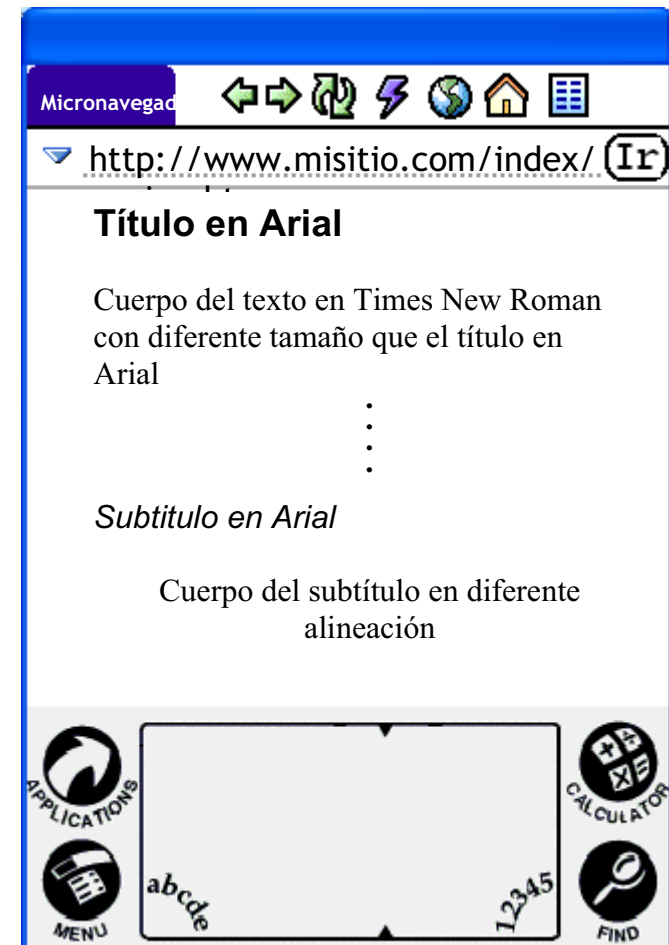 Micronavegad
http://www.misitio.com/index/
Ir
Título en Arial
Cuerpo del texto en Times New Roman
con diferente tamaño que el título en
Arial
.
.
.
.
Subtitulo en Arial
Cuerpo del subtítulo en diferente
alineación
APPLICATIONS
CALCULATOR
abcde
12345
MENU
FIND